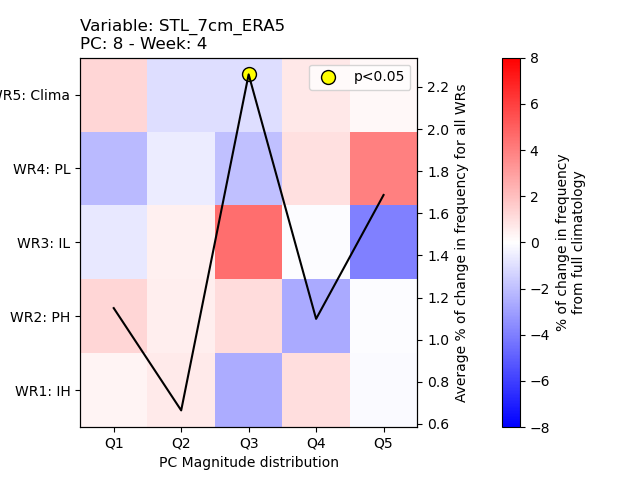 Variable: STL_7cm_ERA5
PC: 8 - Week: 4
p<0.05
R5: Clima
WR4: PL
WR3: IL
WR2: PH
WR1: IH
Q1 Q2 Q3 Q4 Q5
PC Magnitude distribution
2.2
2.0
1.8
1.6
1.4
1.2
1.0
0.8
0.6
Average % of change in frequency for all WRs
8
6
4
2
0
−2
−4
−6
−8
% of change in frequency
from full climatology